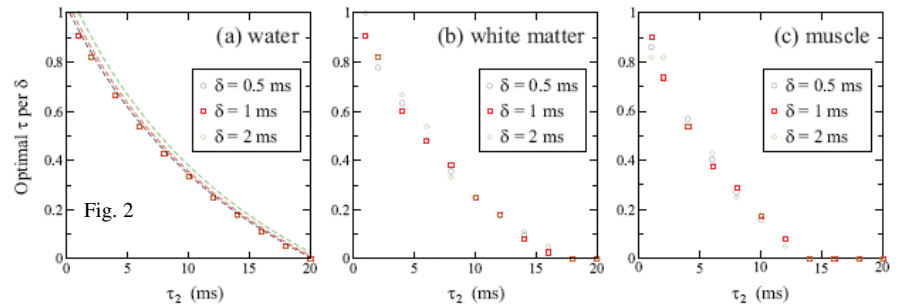 (a) water
(b) white matter
(c) muscle
δ = 0.5 ms
δ = 1 ms
δ = 2 ms
δ = 0.5 ms
δ = 1 ms
δ = 2 ms
δ = 0.5 ms
δ = 1 ms
δ = 2 ms
Optimal τ per δ
1
0.8
0.6
0.4
0.2
0
Fig. 2
0 5 10 15 20
1
0.8
0.6
0.4
0.2
0
0 5 10 15 20
1
0.8
0.6
0.4
0.2
0
0 5 10 15 20
τ2 (ms)
τ2 (ms)
τ2 (ms)